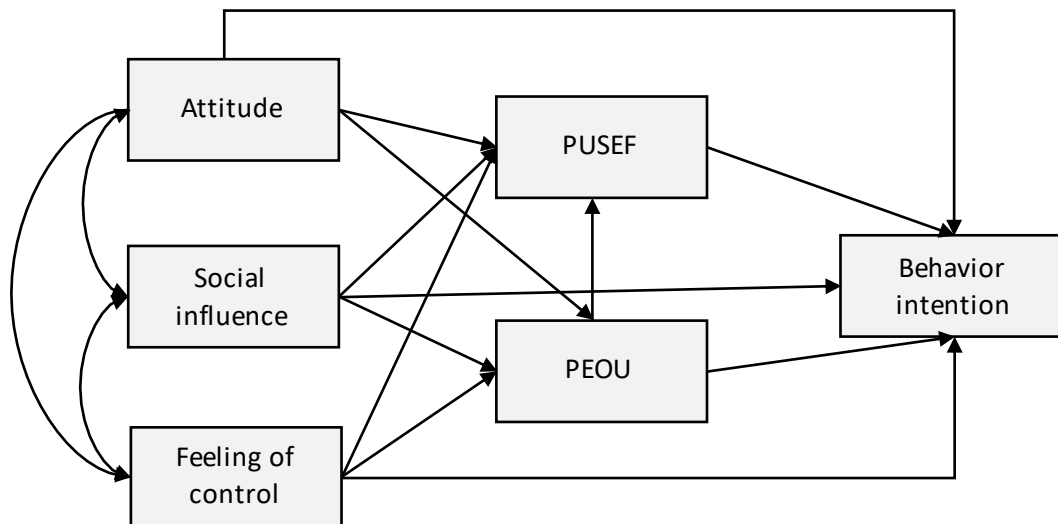 Attitude
PUSEF
Social
influence
Behavior
intention
PEOU
Feeling of
control